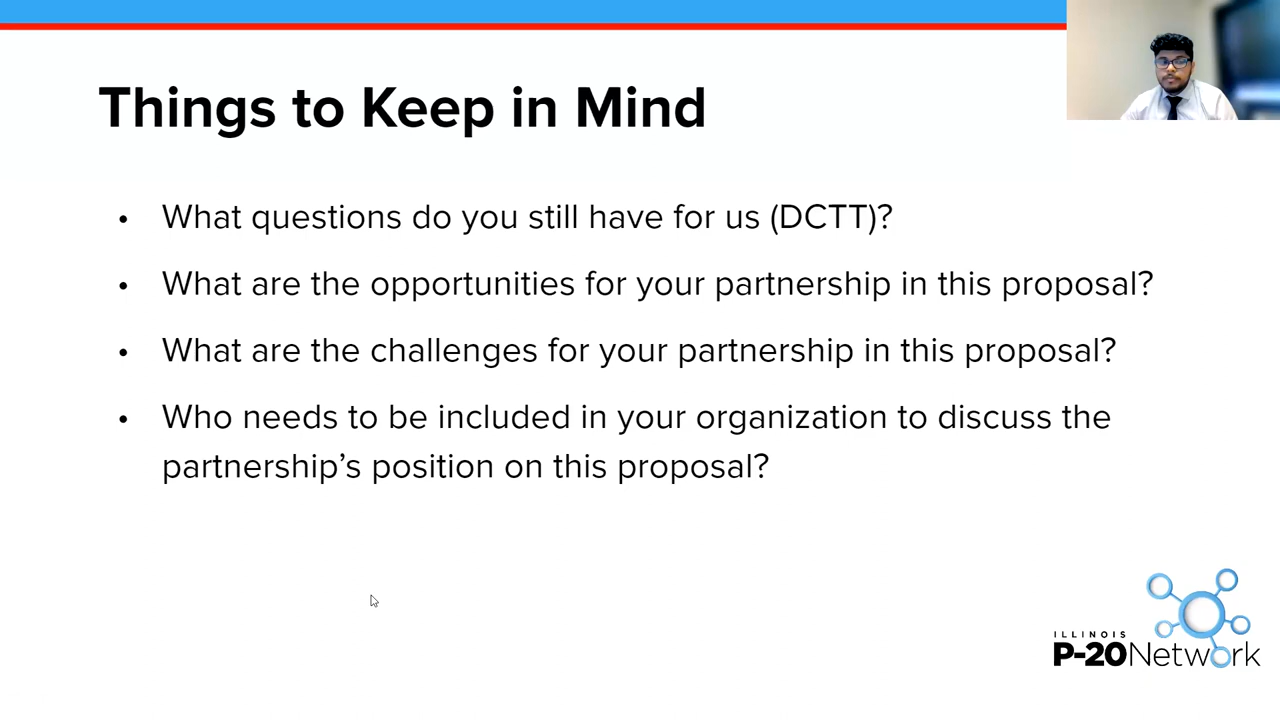 Things to Keep in Mind
• What questions do you still have for us (DCTT)?
• What are the opportunities for your partnership in this proposal?
• What are the challenges for your partnership in this proposal?
• Who needs to be included in your organization to discuss the
partnership’s position on this proposal?
ILLINOIS
P-20Network